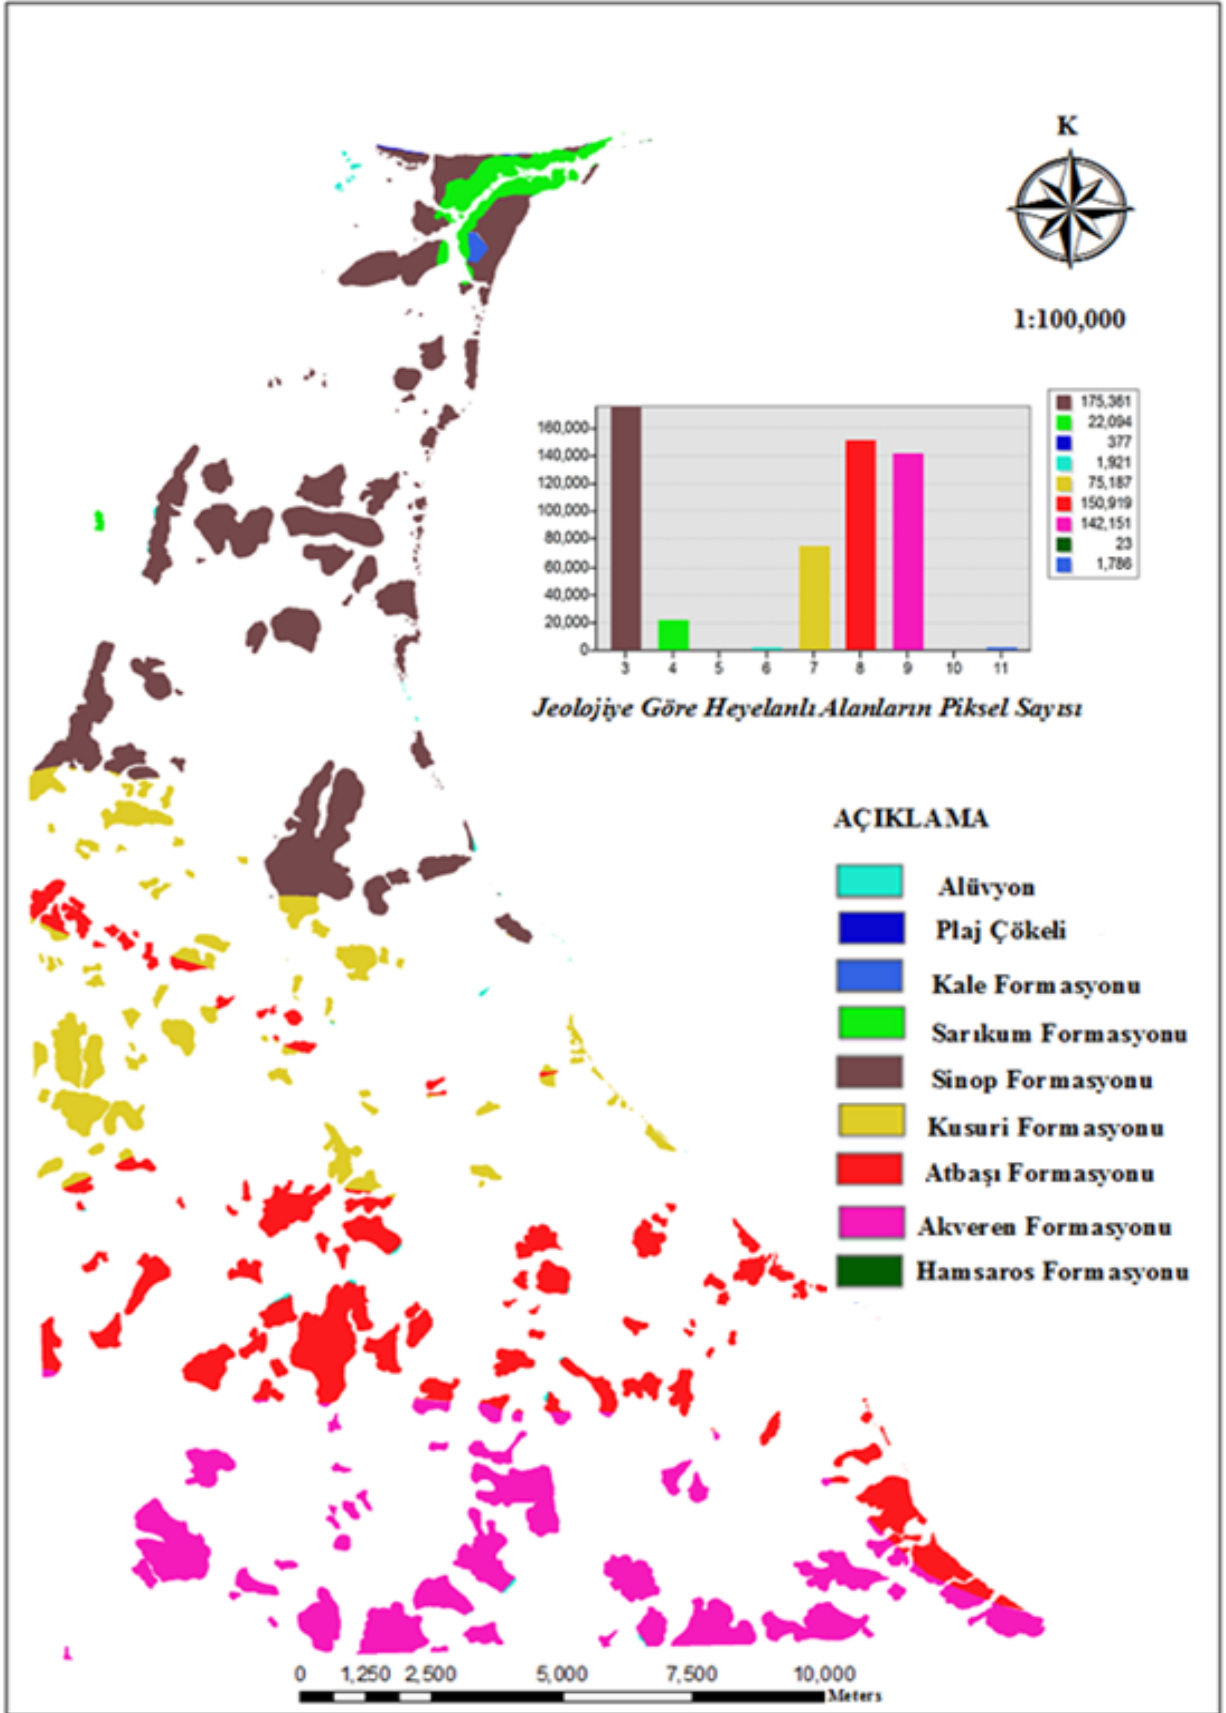 K
1:100,000
175,361
22,094
377
1,921
75,187
150,919
142,151
23
1,786
160,000
140,000
120,000
100,000
80,000
60,000
40,000
20,000
0
3 4 5 6 7 8 9 10 11
Jeolojiye Göre Heyelanlı Alanların Piksel Sayısı
AÇIKLAMA
Alüvyon
Plaj Çökeli
Kale Formasyonu
Sarıkum Formasyonu
Sinop Formasyonu
Kusuri Formasyonu
Atbaşı Formasyonu
Akveren Formasyonu
Hamsaros Formasyonu
0 1,250 2,500 5,000 7,500 10,000
Meters